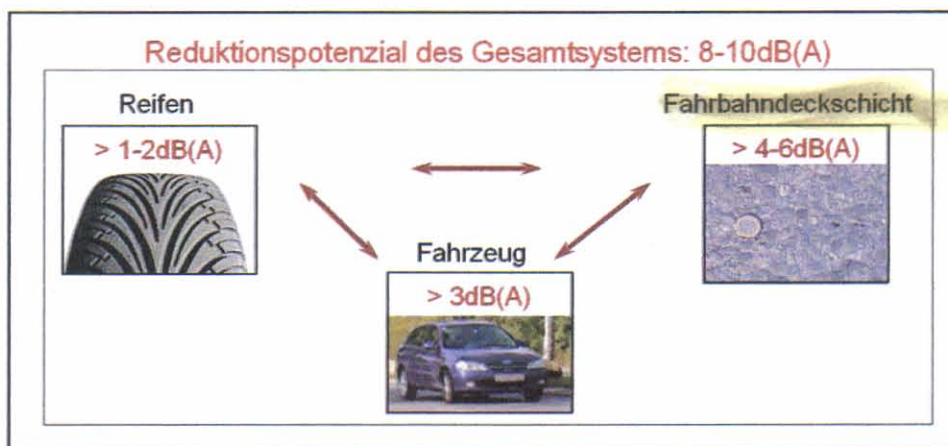 Reduktionspotenzial des Gesamtsystems: 8-10dB(A)
Reifen
> 1-2dB(A)
Fahrbahndeckschicht
> 4-6dB(A)
Fahrzeug
> 3dB(A)